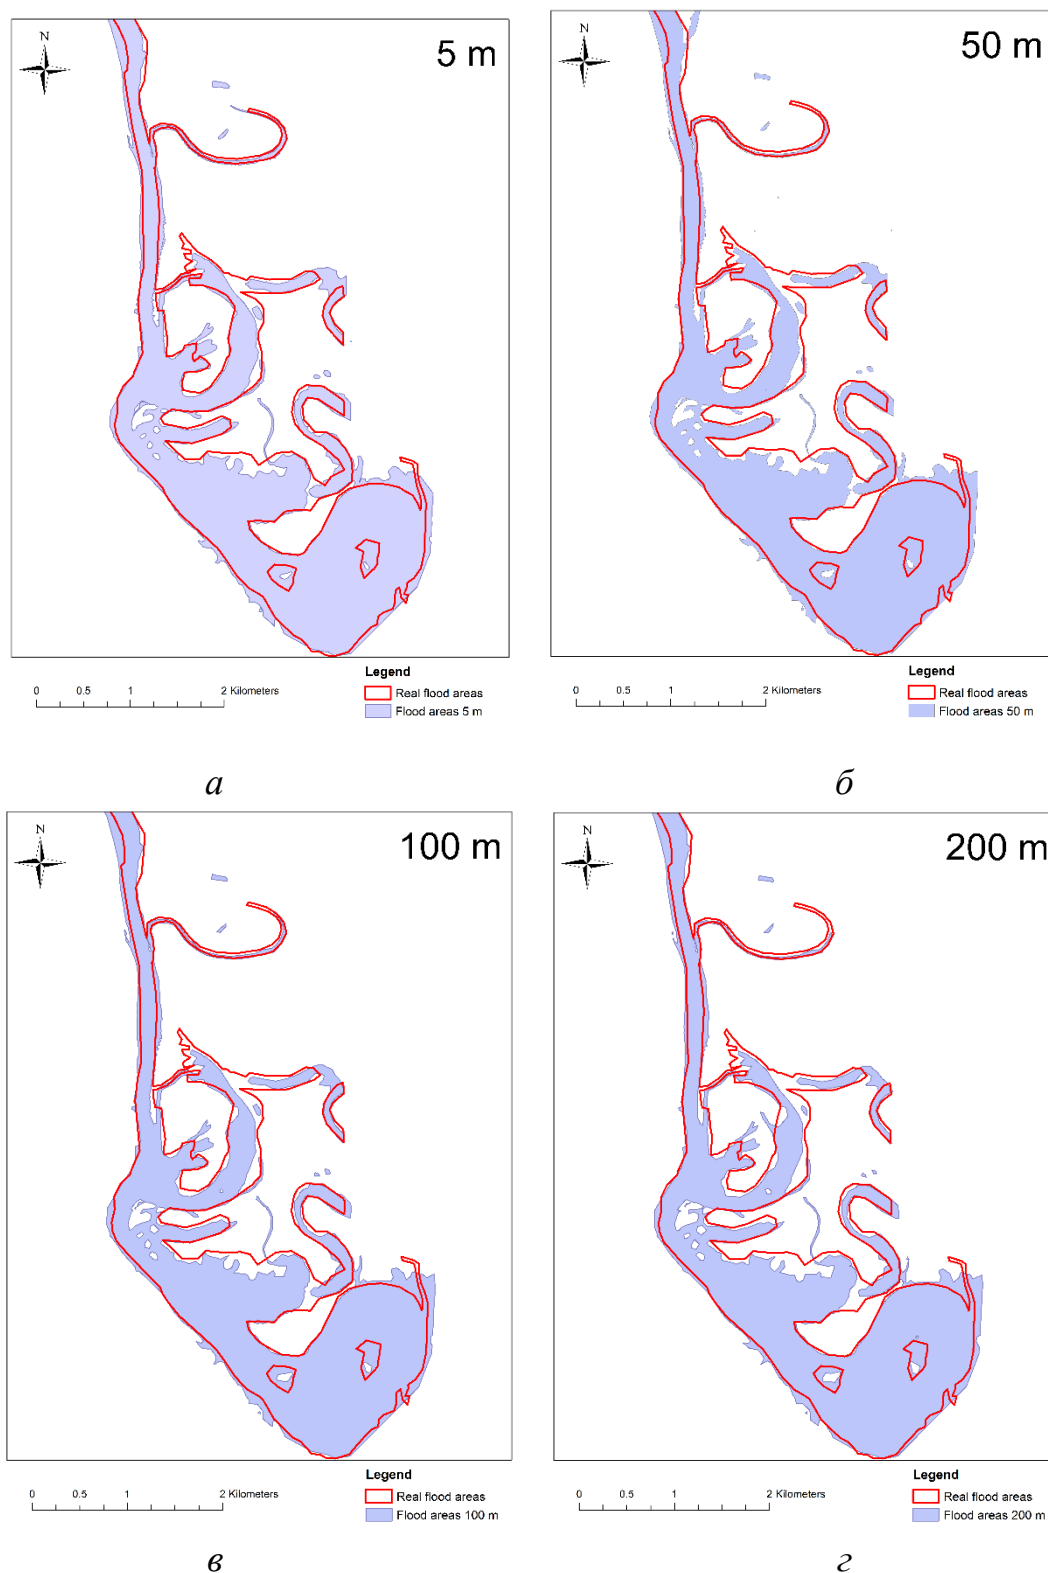 N
5 m
Legend
0 0.5 1 2 Kilometers
Real flood areas
Flood areas 5 m
а
N
50 m
Legend
0 0.5 1 2 Kilometers
Real flood areas
Flood areas 50 m
б
N
100 m
Legend
0 0.5 1 2 Kilometers
Real flood areas
Flood areas 100 m
в
N
200 m
Legend
0 0.5 1 2 Kilometers
Real flood areas
Flood areas 200 m
г